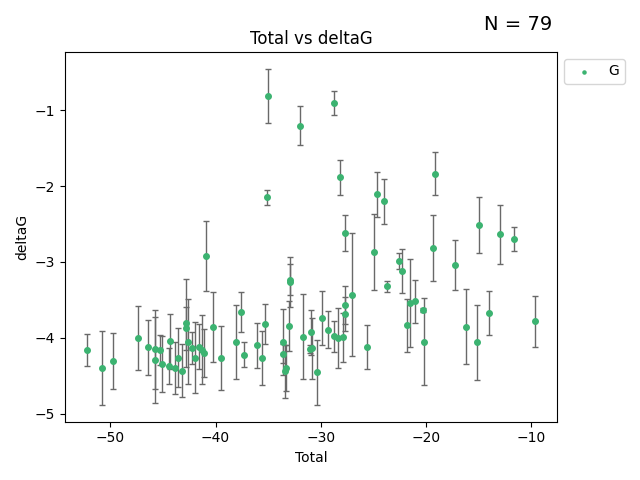 N = 79
Total vs deltaG
G
deltaG
−1
−2
−3
−4
−5
−50 −40 −30 −20 −10
Total